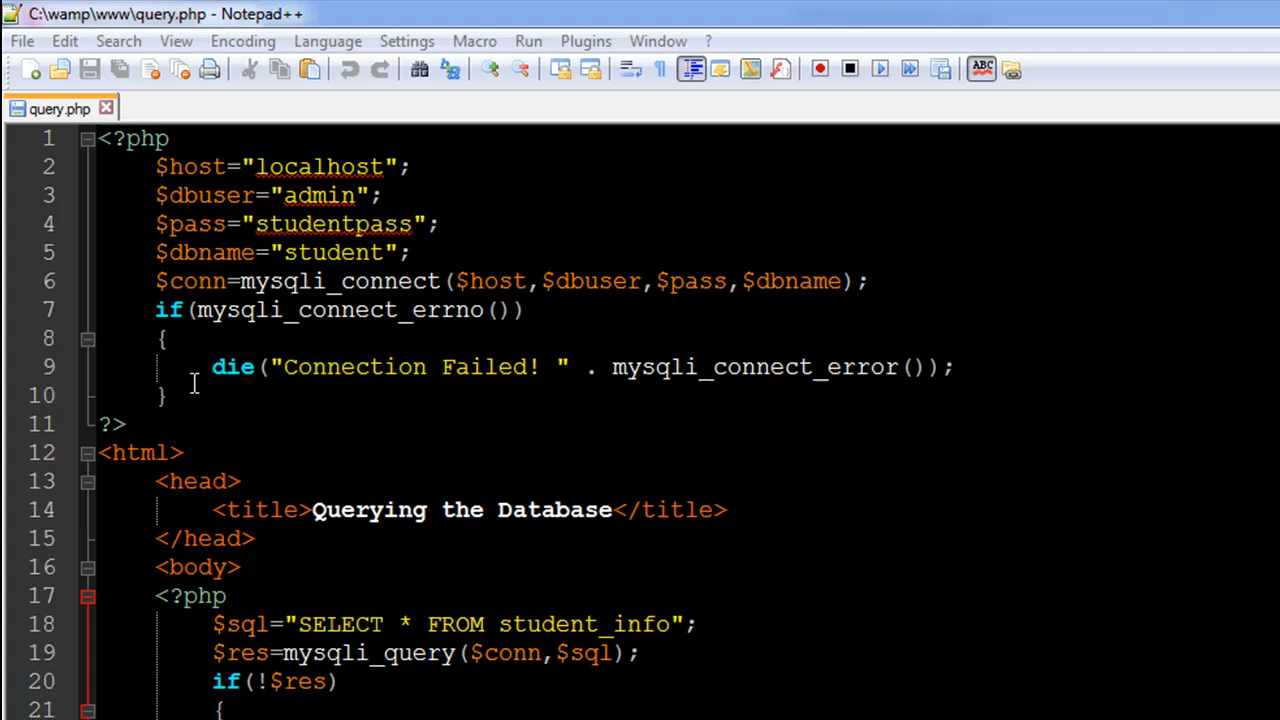 C:\wamp\www\query.php - Notepad++
File Edit Search View Encoding Language Settings Macro Run Plugins Window ?
ABC
query.php
1 <?php
2 $host="localhost";
3 $dbuser="admin";
4 $pass="studentpass";
5 $dbname="student";
6 $conn=mysqli_connect($host,$dbuser,$pass,$dbname);
7 if(mysqli_connect_errno())
8 {
9 die("Connection Failed! " . mysqli_connect_error());
10 }
11 ?>
12 <html>
13 <head>
14 <title>Querying the Database</title>
15 </head>
16 <body>
17 <?php
18 $sql="SELECT * FROM student_info";
19 $res=mysqli_query($conn,$sql);
20 if(!$res)
21 {